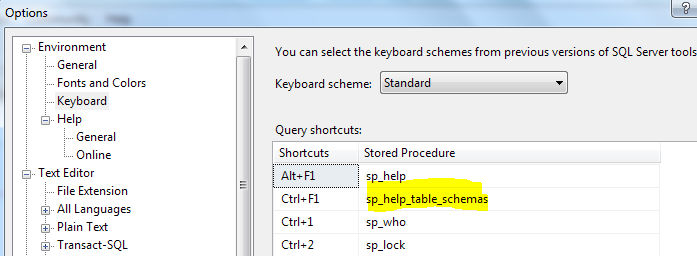 Options
Environment
General
Fonts and Colors
Keyboard
Help
General
Online
Text Editor
File Extension
All Languages
Plain Text
Transact-SQL
You can select the keyboard schemes from previous versions of SQL Server tools
Keyboard scheme: Standard
Query shortcuts:
Shortcuts Stored Procedure
Alt+F1 sp_help
Ctrl+F1 sp_help_table_schemas
Ctrl+1 sp_who
Ctrl+2 sp_lock